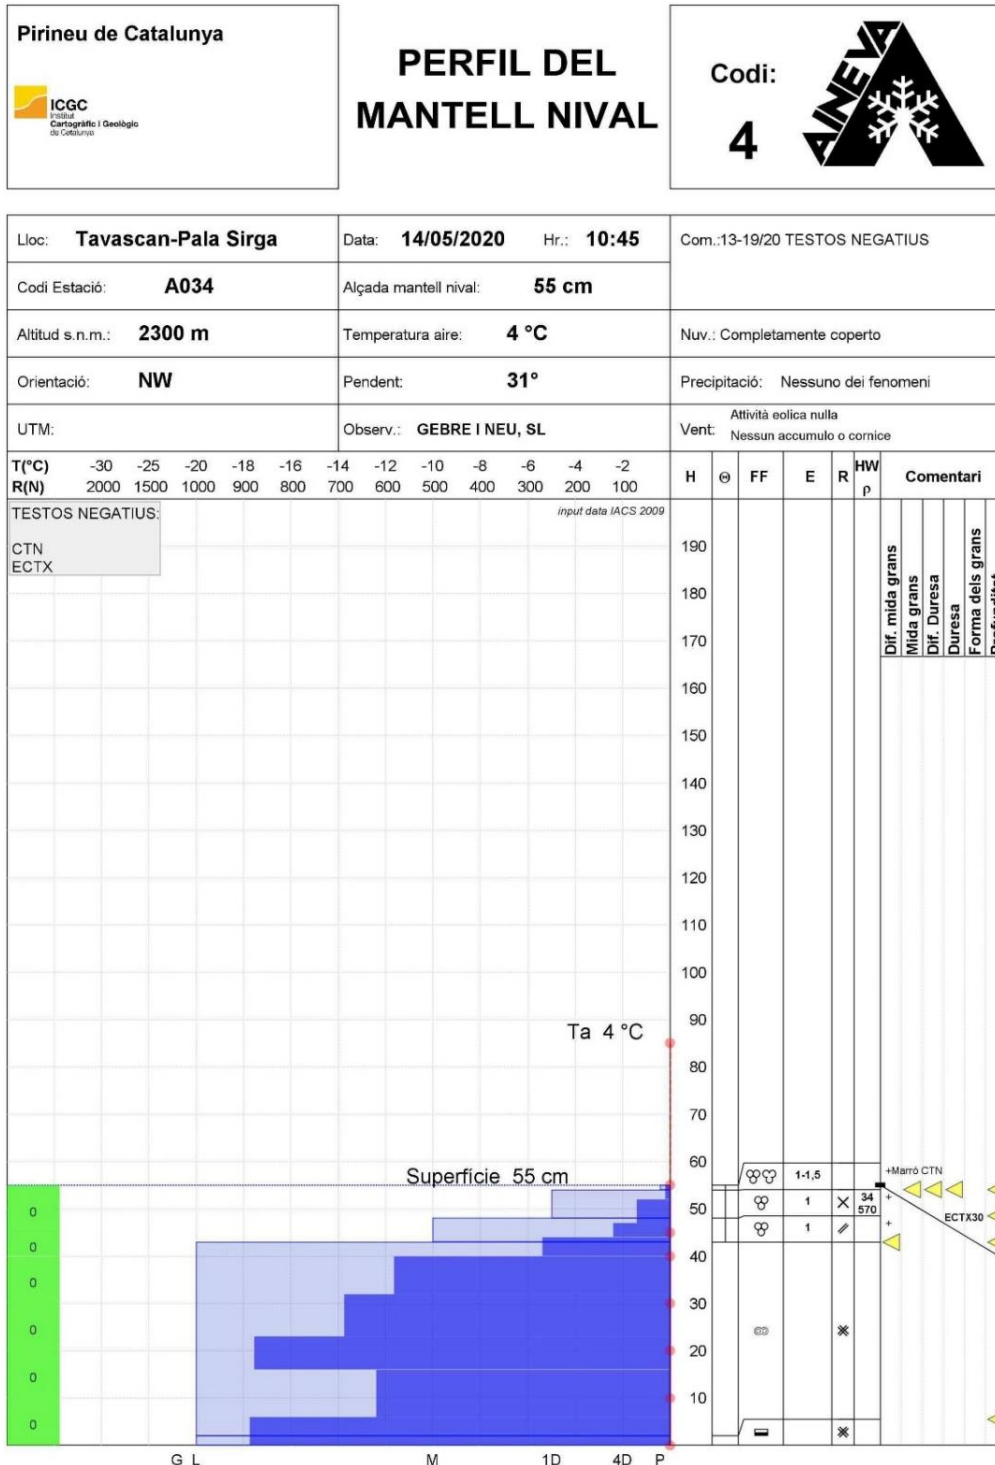 Pirineu de Catalunya
ICGC
Institut
Cartogràfic i Geològic
de Catalunya
PERFIL DEL
MANTELL NIVAL
Codi:
4
AINEVA
Lloc: Tavascan-Pala Sirga
Data: 14/05/2020 Hr.: 10:45
Com.:13-19/20 TESTOS NEGATIUS
Codi Estació: A034
Alçada mantell nival: 55 cm
Altitud s.n.m.: 2300 m
Temperatura aire: 4 °C
Nuv.: Completamente coperto
Orientació: NW
Pendent: 31°
Precipitació: Nessuno dei fenomeni
UTM:
Observ.: GEBRE I NEU, SL
Vent: Attività eolica nulla
Nessun accumulo o cornice
T(°C) -30 -25 -20 -18 -16 -14 -12 -10 -8 -6 -4 -2
R(N) 2000 1500 1000 900 800 700 600 500 400 300 200 100
H Θ FF E R HW ρ Comentari
TESTOS NEGATIUS:
CTN
ECTX
input data IACS 2009
Dif. mida grans
Mida grans
Dif. Duresa
Duresa
Forma dels grans
190
180
170
160
150
140
130
120
110
100
90
Ta 4 °C
80
70
60
Superfície 55 cm
1-1,5
+Marró CTN
0
50
1
34
570
+
ECTX30
0
1
+
40
0
30
0
20
0
10
0
G L M 1D 4D P